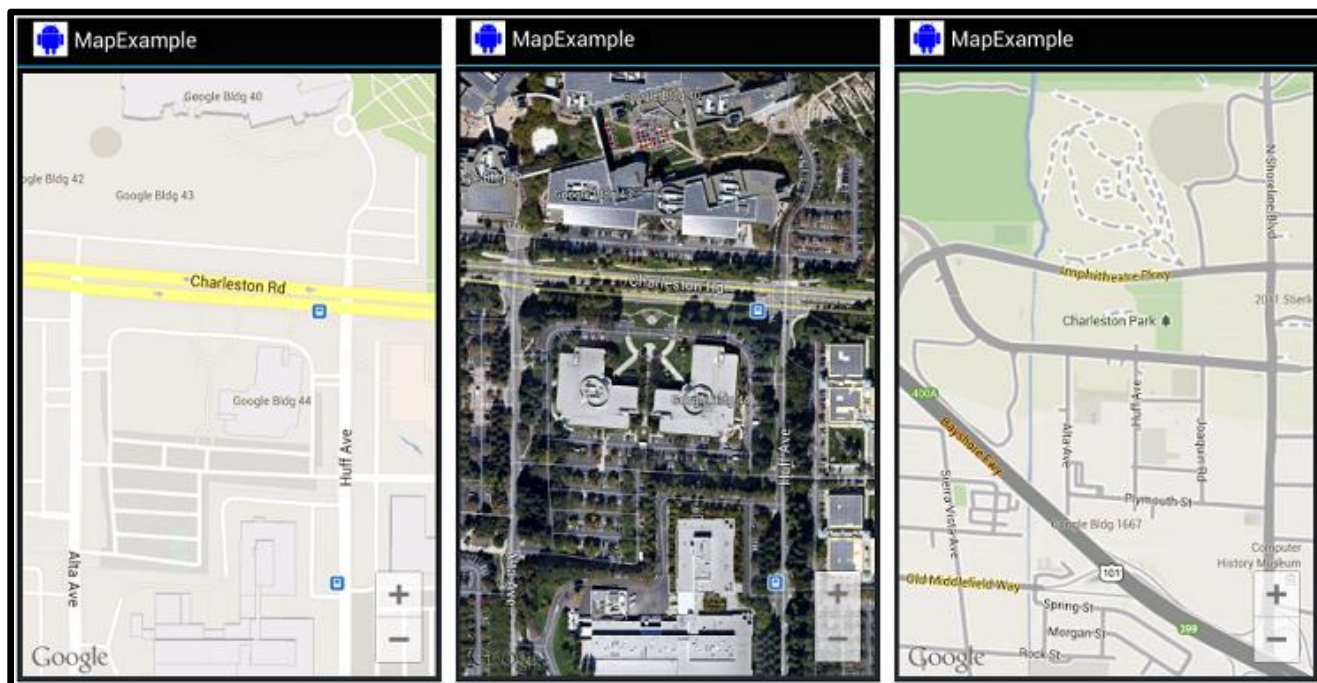 MapExample
Google Bldg 40
ogle Bldg 42
Google Bldg 43
Charleston Rd
Google Bldg 44
Huff Ave
Alta Ave
+
−
Google
MapExample
Google Bldg 40
Charleston Rd
Huff Ave
+
−
Google
MapExample
N Shoreline Blvd
Amphitheatre Pkwy
2011 Stierli
Charleston Park
400A
Bayshore Fwy
Huff Ave
Alta Ave
Joaquin Rd
Sierra Vista Ave
Plymouth St
Google Bldg 1667
Computer
History Museum
101
Old Middlefield Way
Spring St
Morgan St
399
Rock St
+
−
Google